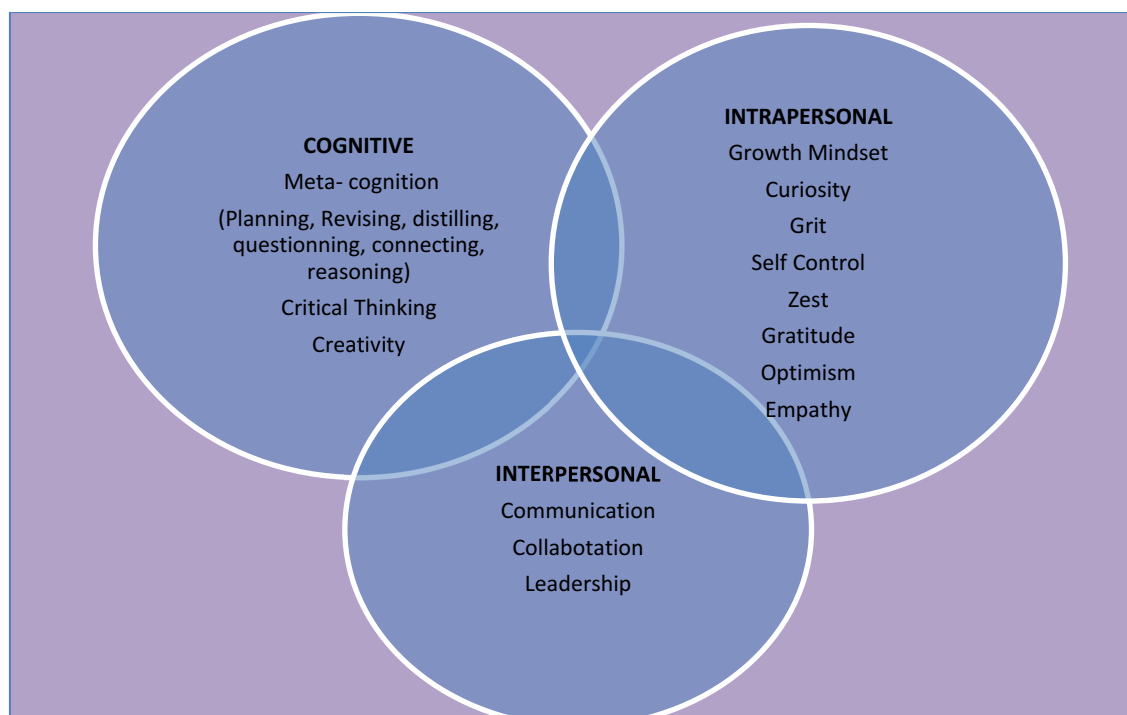 COGNITIVE
Meta- cognition
(Planning, Revising, distilling,
questionning, connecting,
reasoning)
Critical Thinking
Creativity
INTRAPERSONAL
Growth Mindset
Curiosity
Grit
Self Control
Zest
Gratitude
Optimism
Empathy
INTERPERSONAL
Communication
Collabotation
Leadership